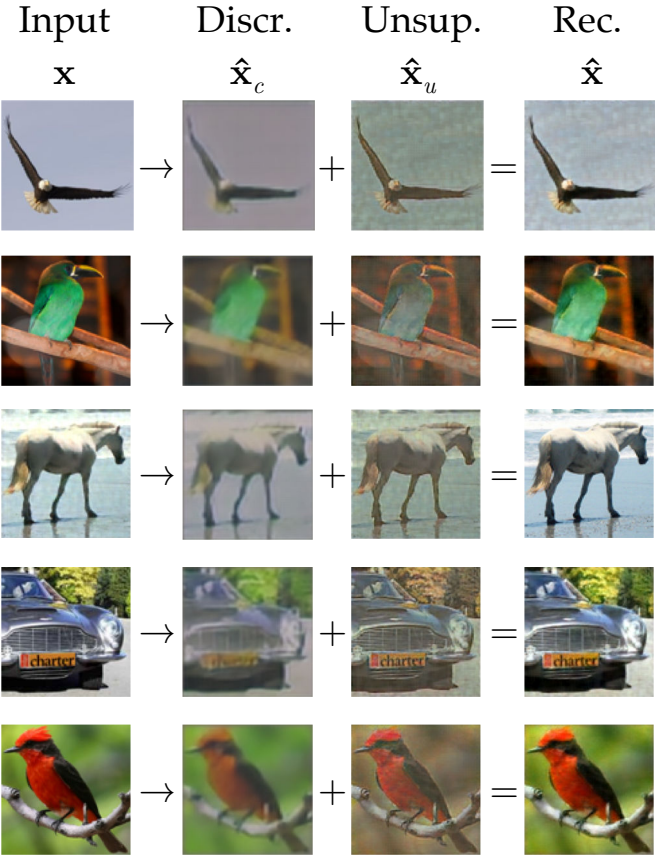 Input Discr. Unsup. Rec.
x x̂c x̂u x̂
→ + =
→ + =
→ + =
→ + =
charter charter charter charter
→ + =